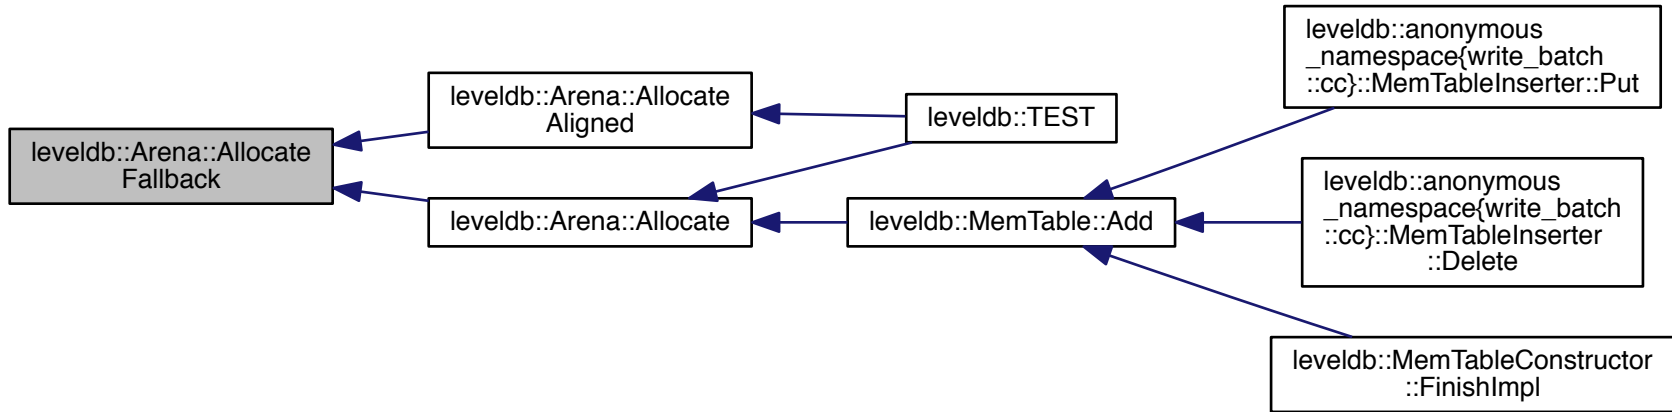 leveldb::Arena::Allocate
Fallback
leveldb::Arena::Allocate
Aligned
leveldb::Arena::Allocate
leveldb::TEST
leveldb::MemTable::Add
leveldb::anonymous
_namespace{write_batch
::cc}::MemTableInserter::Put
leveldb::anonymous
_namespace{write_batch
::cc}::MemTableInserter
::Delete
leveldb::MemTableConstructor
::FinishImpl